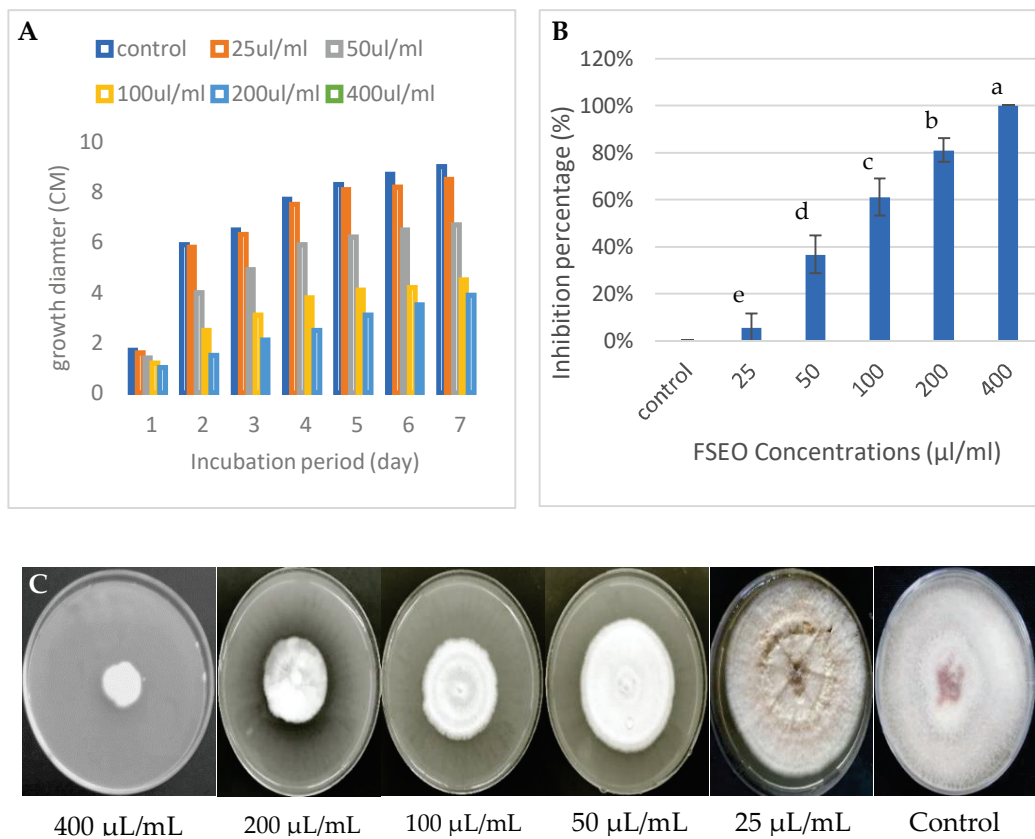 A
control 25ul/ml 50ul/ml
100ul/ml 200ul/ml 400ul/ml
growth diamter (CM)
10
8
6
4
2
0
1 2 3 4 5 6 7
Incubation period (day)
B
Inhibition percentage (%)
120%
100%
80%
60%
40%
20%
0%
e
d
c
b
a
control 25 50 100 200 400
FSEO Concentrations (µl/ml)
C
400 µL/mL 200 µL/mL 100 µL/mL 50 µL/mL 25 µL/mL Control